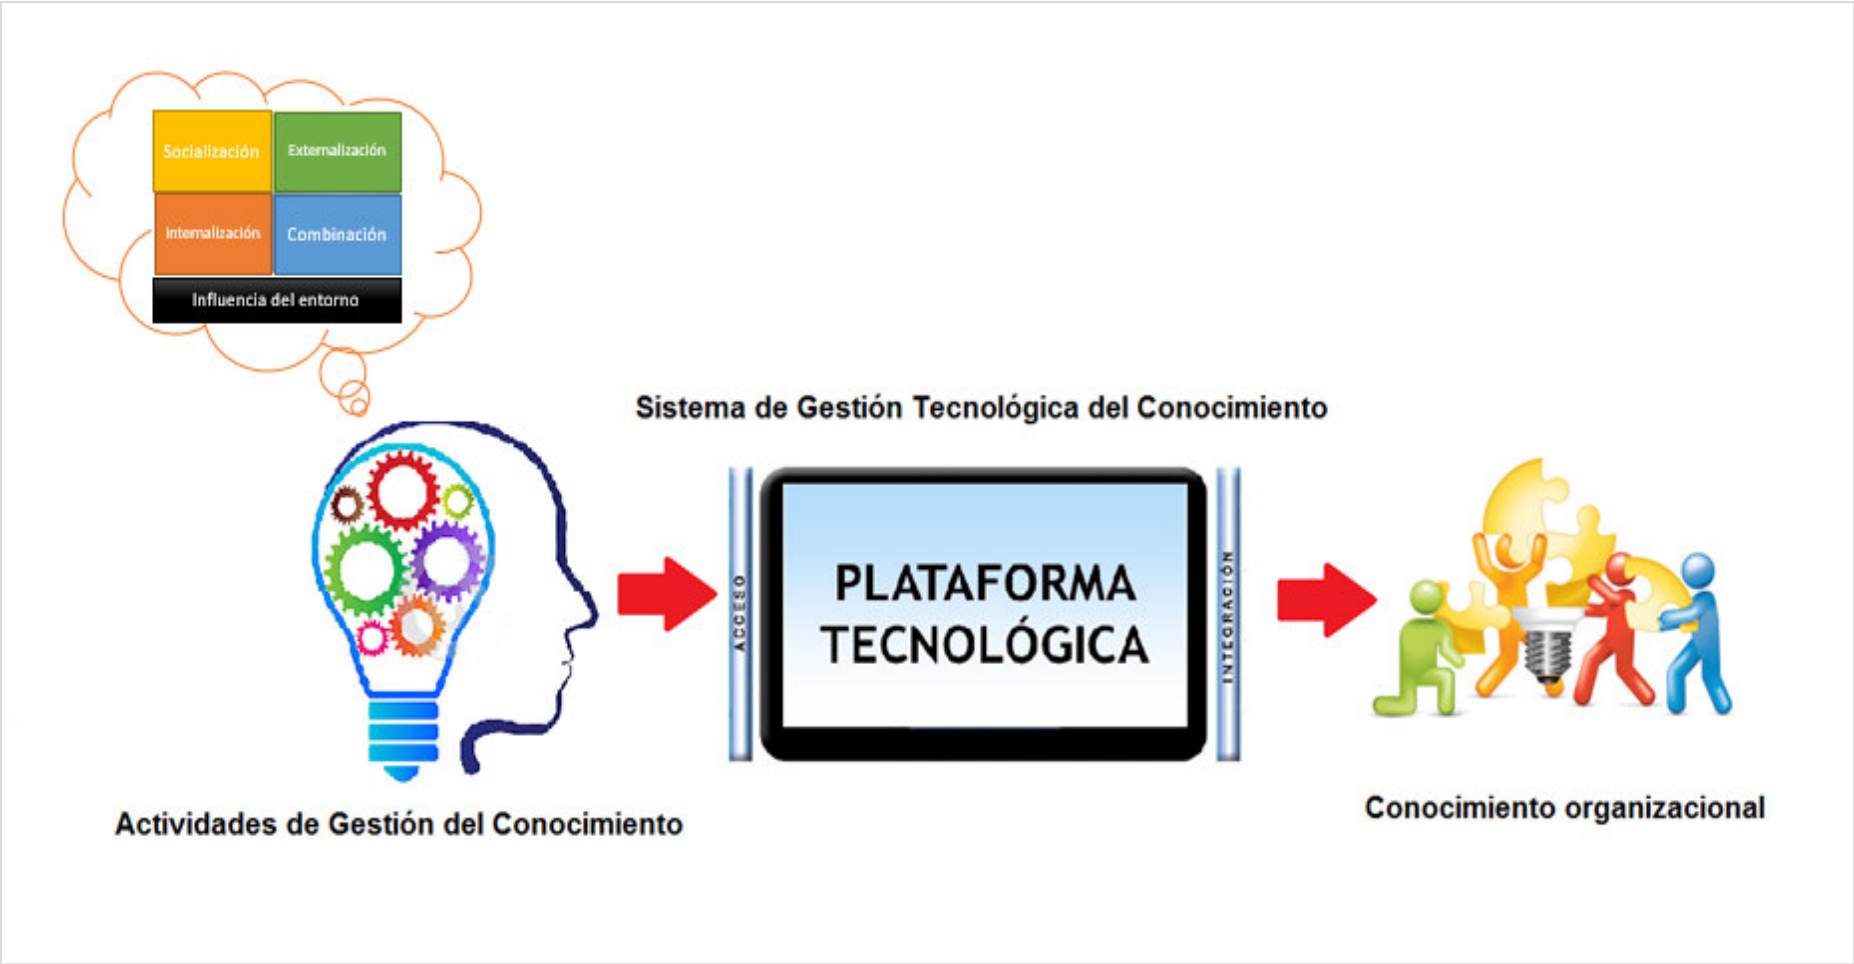 Socialización
Externalización
Internalización
Combinación
Influencia del entorno
Sistema de Gestión Tecnológica del Conocimiento
ACCESO
PLATAFORMA
TECNOLÓGICA
INTEGRACIÓN
Actividades de Gestión del Conocimiento
Conocimiento organizacional